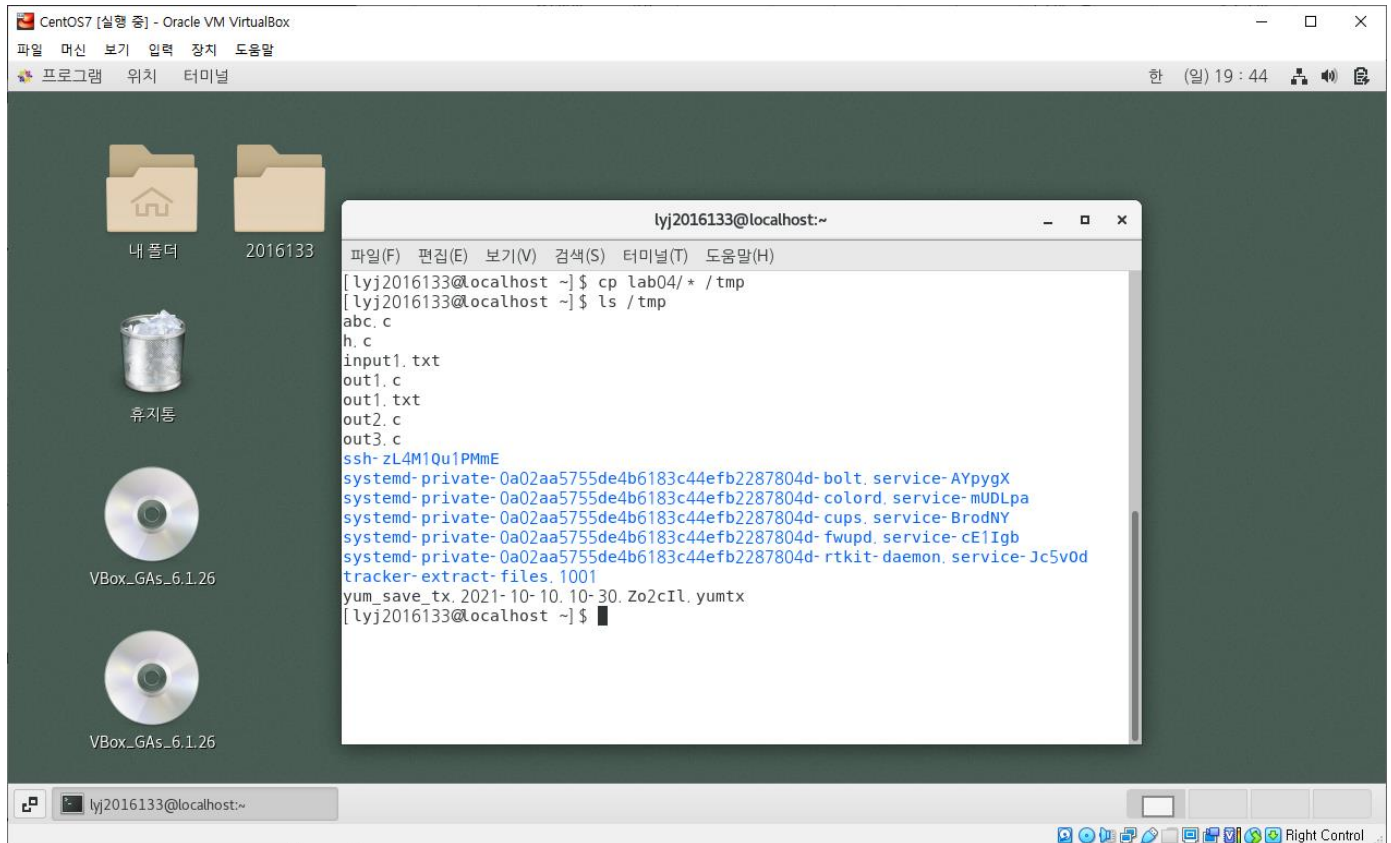 CentOS7 [실행 중] - Oracle VM VirtualBox
파일 머신 보기 입력 장치 도움말
프로그램 위치 터미널 한 (일) 19 : 44
내 폴더
2016133
휴지통
VBox_GAs_6.1.26
VBox_GAs_6.1.26
lyj2016133@localhost:~
파일(F) 편집(E) 보기(V) 검색(S) 터미널(T) 도움말(H)
[lyj2016133@localhost ~]$ cp lab04/* /tmp
[lyj2016133@localhost ~]$ ls /tmp
abc.c
h.c
input1.txt
out1.c
out1.txt
out2.c
out3.c
ssh-zL4M1Qu1PMmE
systemd-private-0a02aa5755de4b6183c44efb2287804d-bolt.service-AYpygX
systemd-private-0a02aa5755de4b6183c44efb2287804d-colord.service-mUDLpa
systemd-private-0a02aa5755de4b6183c44efb2287804d-cups.service-BrodNY
systemd-private-0a02aa5755de4b6183c44efb2287804d-fwupd.service-cE1Igb
systemd-private-0a02aa5755de4b6183c44efb2287804d-rtkit-daemon.service-Jc5vOd
tracker-extract-files.1001
yum_save_tx.2021-10-10.10-30.Zo2cIl.yumtx
[lyj2016133@localhost ~]$
lyj2016133@localhost:~
Right Control